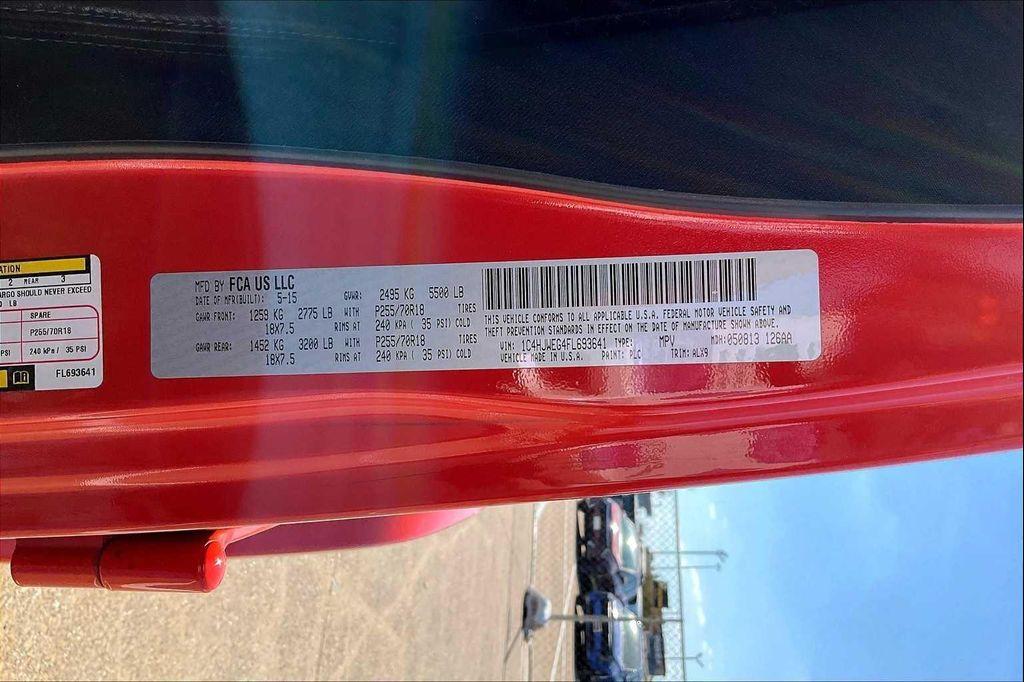 ATION
2 REAR 3
ARGO SHOULD NEVER EXCEED
LB
SPARE
P255/70R18
PSI 240 kPa / 35 PSI
FL693641
MFD BY FCA US LLC
DATE OF MFR(BUILT): 5-15 GVWR: 2495 KG 5500 LB
GAWR FRONT: 1259 KG 2775 LB WITH P255/70R18 TIRES
18X7.5 RIMS AT 240 KPA ( 35 PSI) COLD
GAWR REAR: 1452 KG 3200 LB WITH P255/70R18 TIRES
18X7.5 RIMS AT 240 KPA ( 35 PSI) COLD
THIS VEHICLE CONFORMS TO ALL APPLICABLE U.S.A. FEDERAL MOTOR VEHICLE SAFETY AND
THEFT PREVENTION STANDARDS IN EFFECT ON THE DATE OF MANUFACTURE SHOWN ABOVE.
VIN: 1C4HJWEG4FL693641 TYPE: MPV MDH:050813 126AA
VEHICLE MADE IN U.S.A. PAINT: PLC TRIM: ALX9